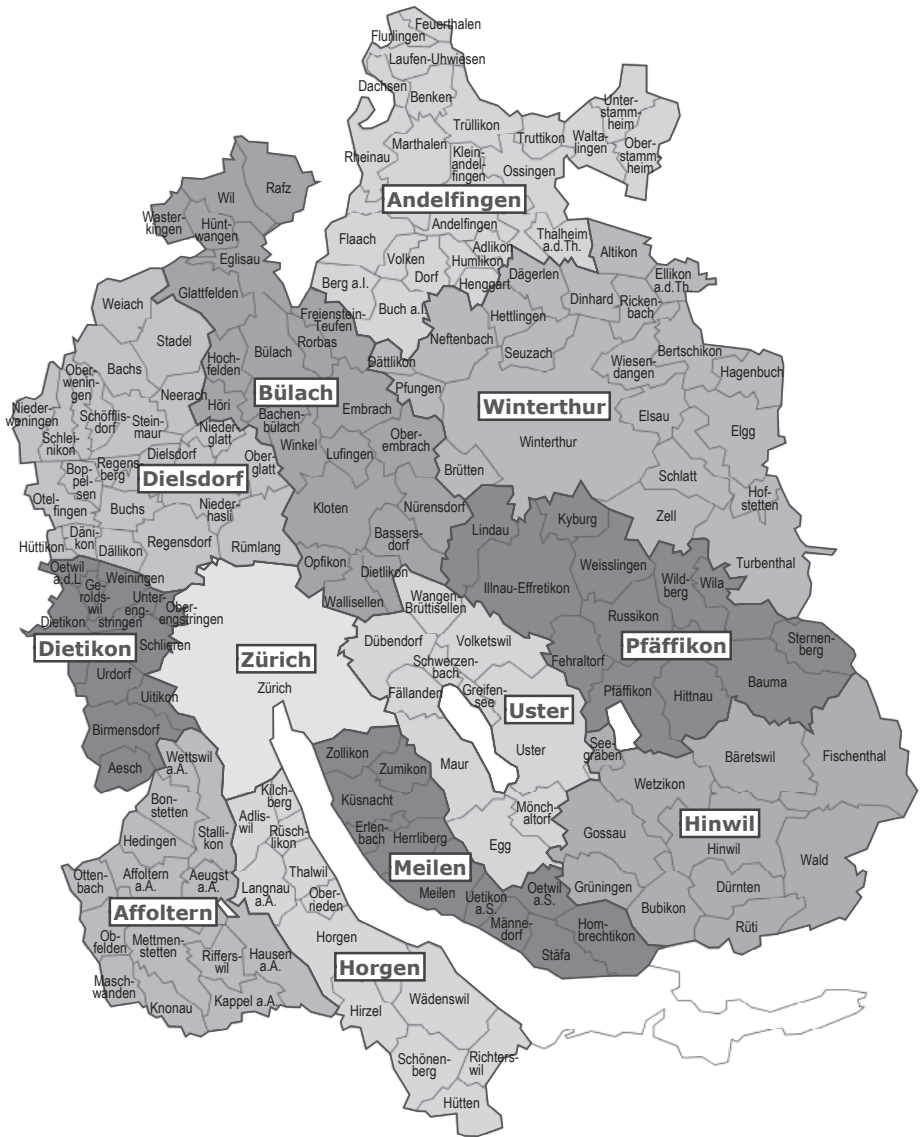 Feuerthalen
Flurlingen
Laufen-Uhwiesen
Dachsen
Benken
Unter-
stamm-
heim
Trüllikon
Truttikon
Walta-
lingen
Ober-
stamm-
heim
Marthalen
Rheinau
Klein-
andel-
fingen
Ossingen
Andelfingen
Andelfingen
Rafz
Wil
Waster-
kingen
Hünt-
wangen
Eglisau
Flaach
Thalheim
a.d.Th.
Adlikon
Humlikon
Volken
Dorf
Henggart
Berg a.I.
Buch a.I.
Altikon
Dägerlen
Ellikon
a.d.Th.
Dinhard
Ricken-
bach
Hettlingen
Glattfelden
Weiach
Freienstein-
Teufen
Rorbas
Neftenbach
Seuzach
Wiesen-
dangen
Bertschikon
Hagenbuch
Stadel
Bülach
Hoch-
felden
Bachs
Dättlikon
Pfungen
Ober-
wenin-
gen
Neerach
Höri
Bülach
Bachen-
bülach
Embrach
Winterthur
Winterthur
Elsau
Elgg
Nieder-
weningen
Schöfflis-
dorf
Stein-
maur
Nieder-
glatt
Winkel
Lufingen
Ober-
embrach
Schlei-
nikon
Dielsdorf
Regens-
berg
Ober-
glatt
Brütten
Schlatt
Bop-
pel-
sen
Dielsdorf
Hof-
stetten
Otel-
fingen
Buchs
Nieder-
hasli
Kloten
Nürensdorf
Zell
Lindau
Kyburg
Däni-
kon
Hüttikon
Dällikon
Regensdorf
Rümlang
Bassers-
dorf
Turbenthal
Oetwil
a.d.L.
Weiningen
Ge-
rolds-
wil
Unter-
eng-
stringen
Ober-
engstringen
Opfikon
Dietlikon
Wallisellen
Wangen-
Brüttisellen
Illnau-Effretikon
Weisslingen
Wild-
berg
Wila
Russikon
Dietikon
Dietikon
Schlieren
Zürich
Zürich
Dübendorf
Volketswil
Schwerzen-
bach
Fehraltorf
Pfäffikon
Sternen-
berg
Urdorf
Uitikon
Fällanden
Greifen-
see
Uster
Pfäffikon
Hittnau
Bauma
Birmensdorf
Aesch
Wettswil
a.A.
Zollikon
Zumikon
Maur
Uster
See-
gräben
Wetzikon
Bäretswil
Fischenthal
Bon-
stetten
Kilch-
berg
Küsnacht
Mönch-
altorf
Adlis-
wil
Hedingen
Stalli-
kon
Rüsch-
likon
Erlen-
bach
Herrliberg
Egg
Gossau
Hinwil
Hinwil
Wald
Otten-
bach
Affoltern
a.A.
Aeugst
a.A.
Langnau
a.A.
Thalwil
Ober-
rieden
Meilen
Meilen
Uetikon
a.S.
Oetwil
a.S.
Grüningen
Dürnten
Bubikon
Affoltern
Ob-
felden
Mettmen-
stetten
Riffers-
wil
Hausen
a.A.
Horgen
Männe-
dorf
Hom-
brechtikon
Stäfa
Rüti
Horgen
Masch-
wanden
Knonau
Kappel a.A.
Hirzel
Wädenswil
Schönen-
berg
Richters-
wil
Hütten